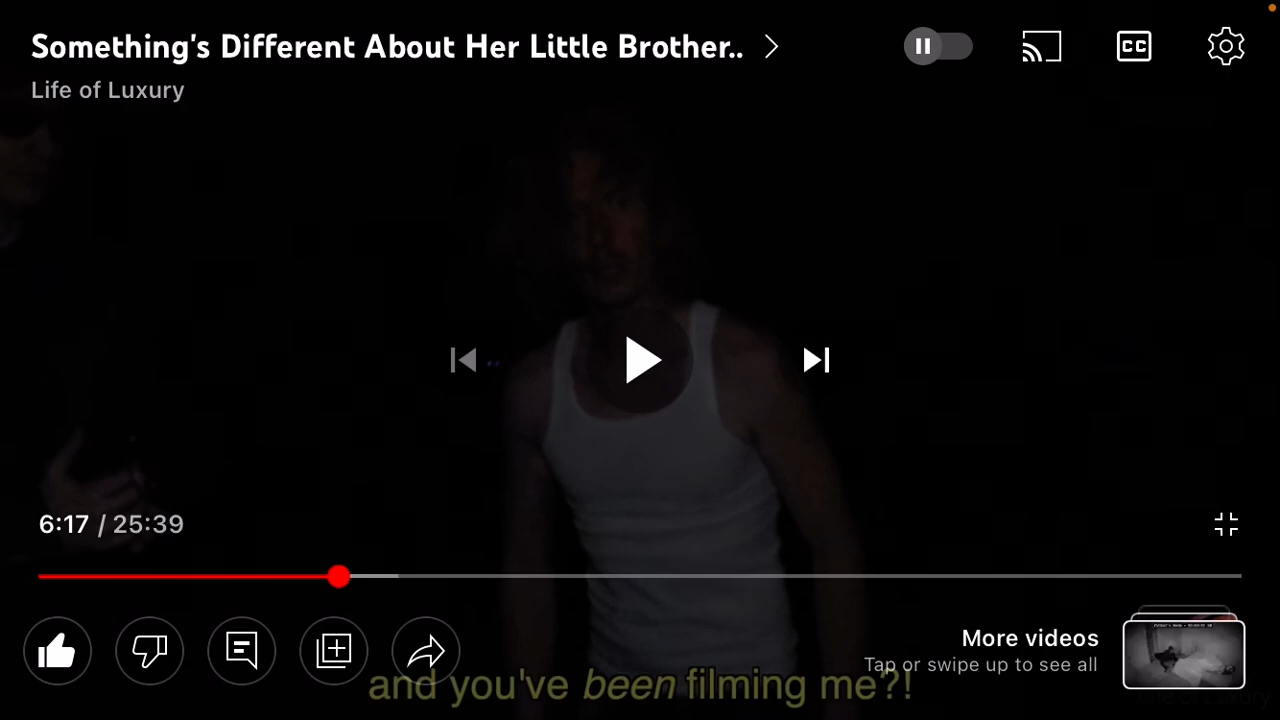 Something's Different About Her Little Brother..
Life of Luxury
CC
6:17 / 25:39
More videos
Tap or swipe up to see all
and you've been filming me?!